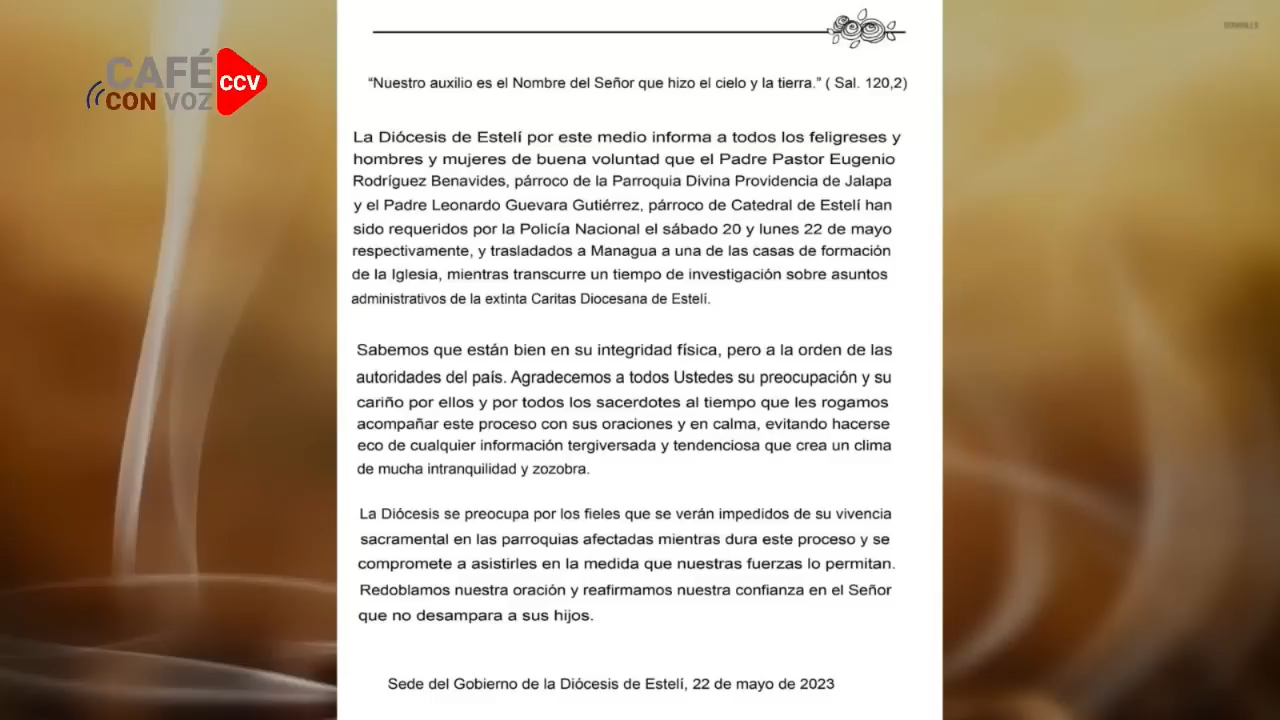 CAFÉ
CON VOZ
CCV
“Nuestro auxilio es el Nombre del Señor que hizo el cielo y la tierra.” ( Sal. 120,2)
La Diócesis de Estelí por este medio informa a todos los feligreses y
hombres y mujeres de buena voluntad que el Padre Pastor Eugenio
Rodríguez Benavides, párroco de la Parroquia Divina Providencia de Jalapa
y el Padre Leonardo Guevara Gutiérrez, párroco de Catedral de Estelí han
sido requeridos por la Policía Nacional el sábado 20 y lunes 22 de mayo
respectivamente, y trasladados a Managua a una de las casas de formación
de la Iglesia, mientras transcurre un tiempo de investigación sobre asuntos
administrativos de la extinta Caritas Diocesana de Estelí.
Sabemos que están bien en su integridad física, pero a la orden de las
autoridades del país. Agradecemos a todos Ustedes su preocupación y su
cariño por ellos y por todos los sacerdotes al tiempo que les rogamos
acompañar este proceso con sus oraciones y en calma, evitando hacerse
eco de cualquier información tergiversada y tendenciosa que crea un clima
de mucha intranquilidad y zozobra.
La Diócesis se preocupa por los fieles que se verán impedidos de su vivencia
sacramental en las parroquias afectadas mientras dura este proceso y se
compromete a asistirles en la medida que nuestras fuerzas lo permitan.
Redoblamos nuestra oración y reafirmamos nuestra confianza en el Señor
que no desampara a sus hijos.
Sede del Gobierno de la Diócesis de Estelí, 22 de mayo de 2023